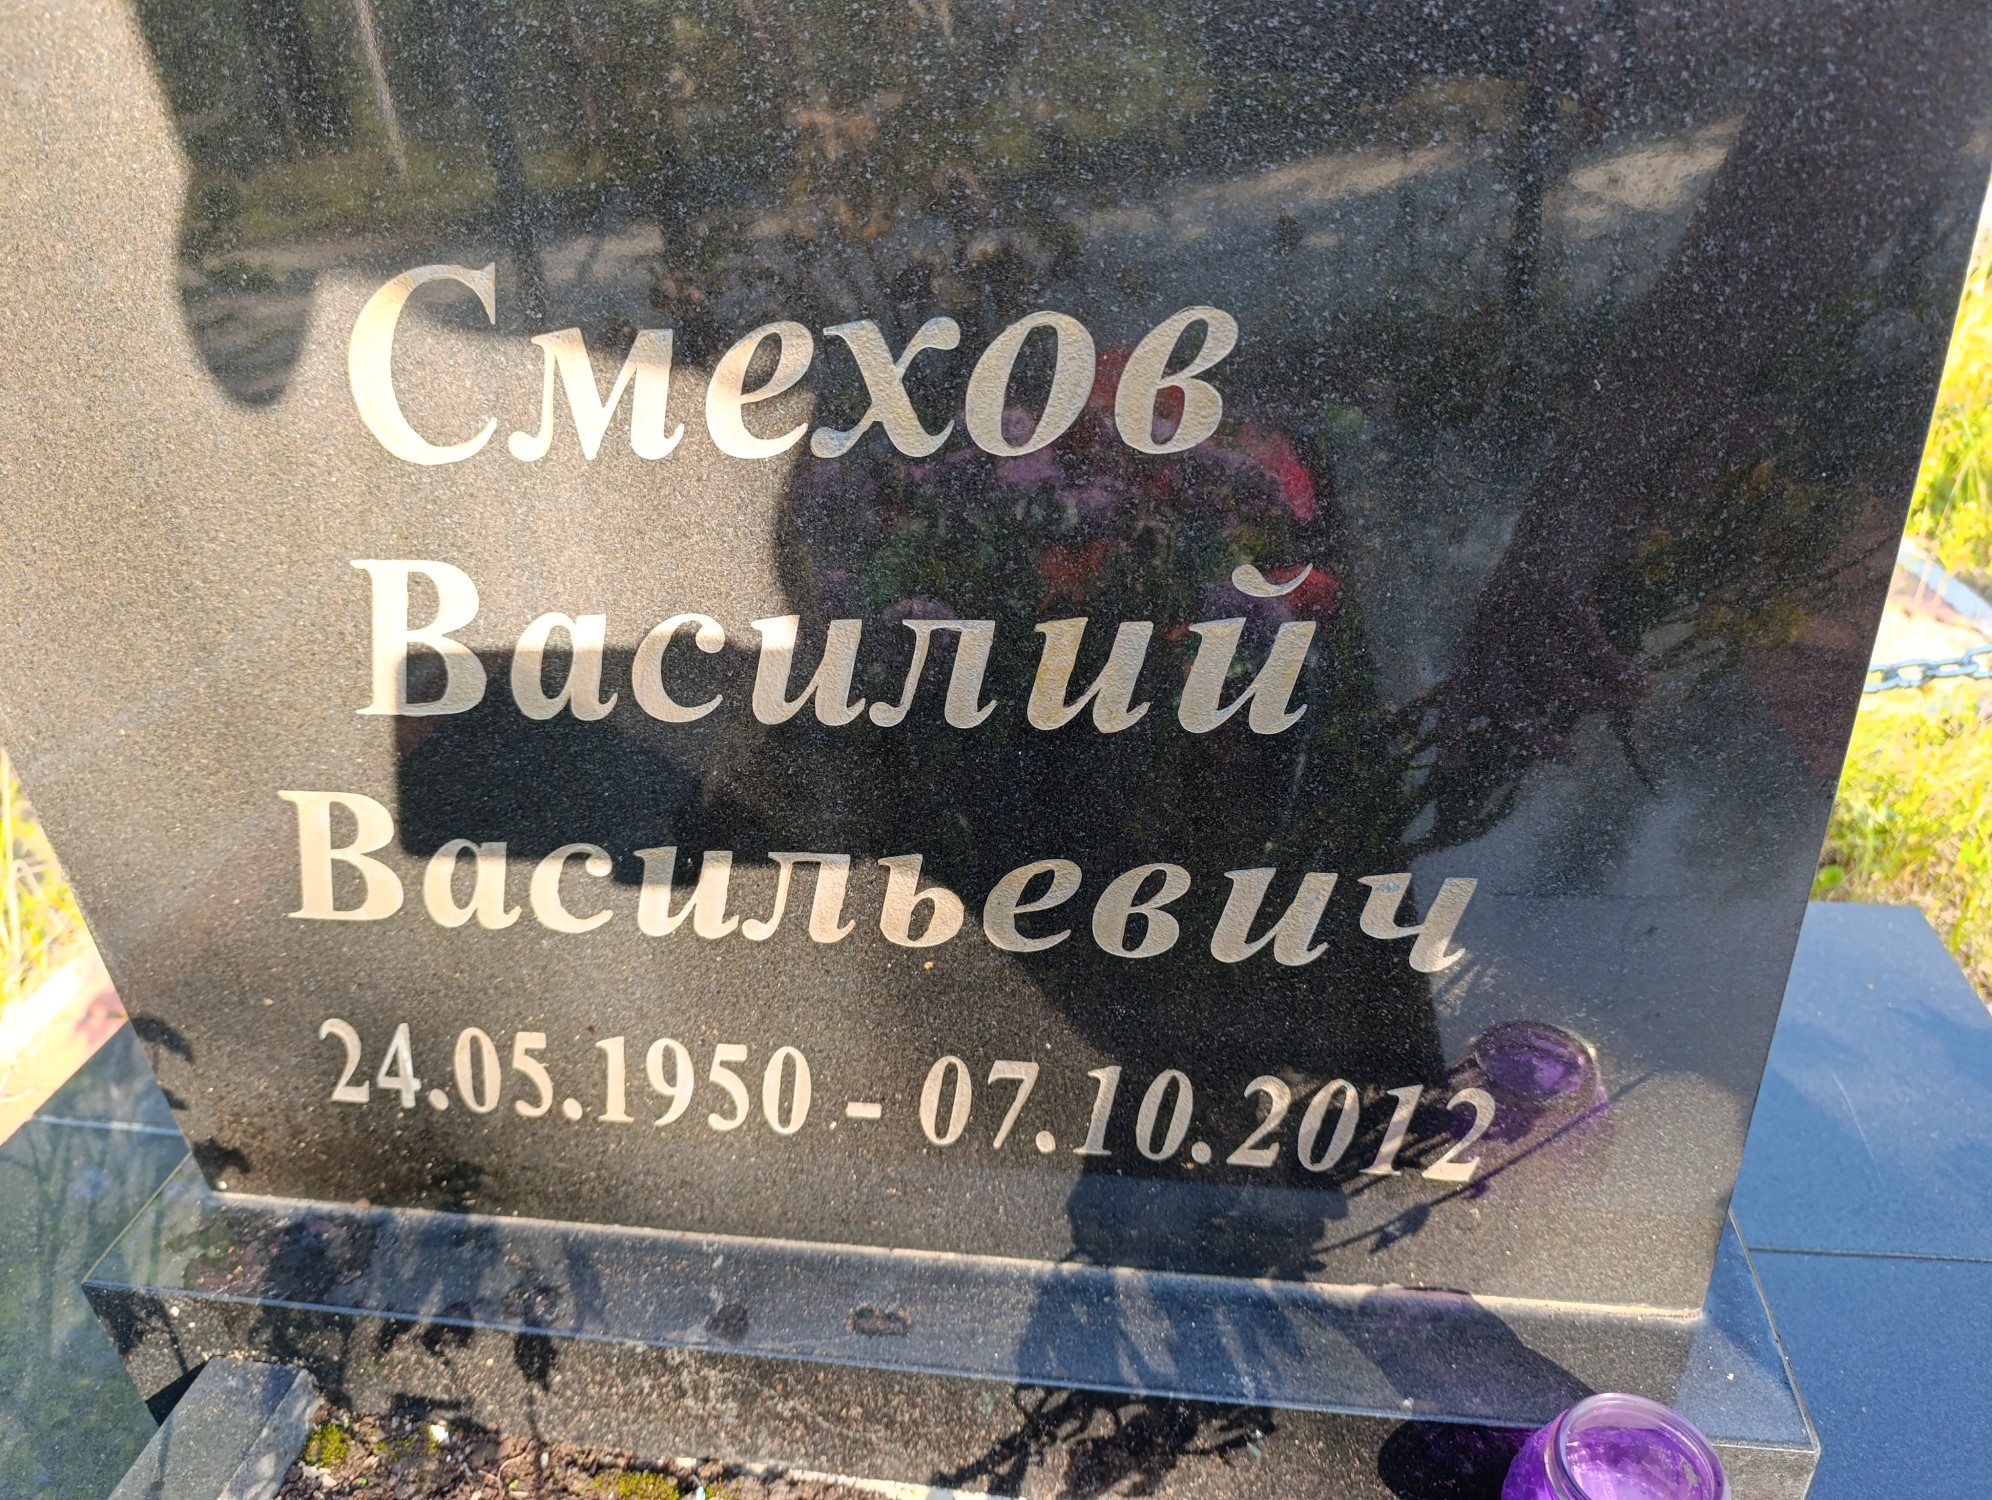 Смехов
Василий
Васильевич
24.05.1950 - 07.10.2012